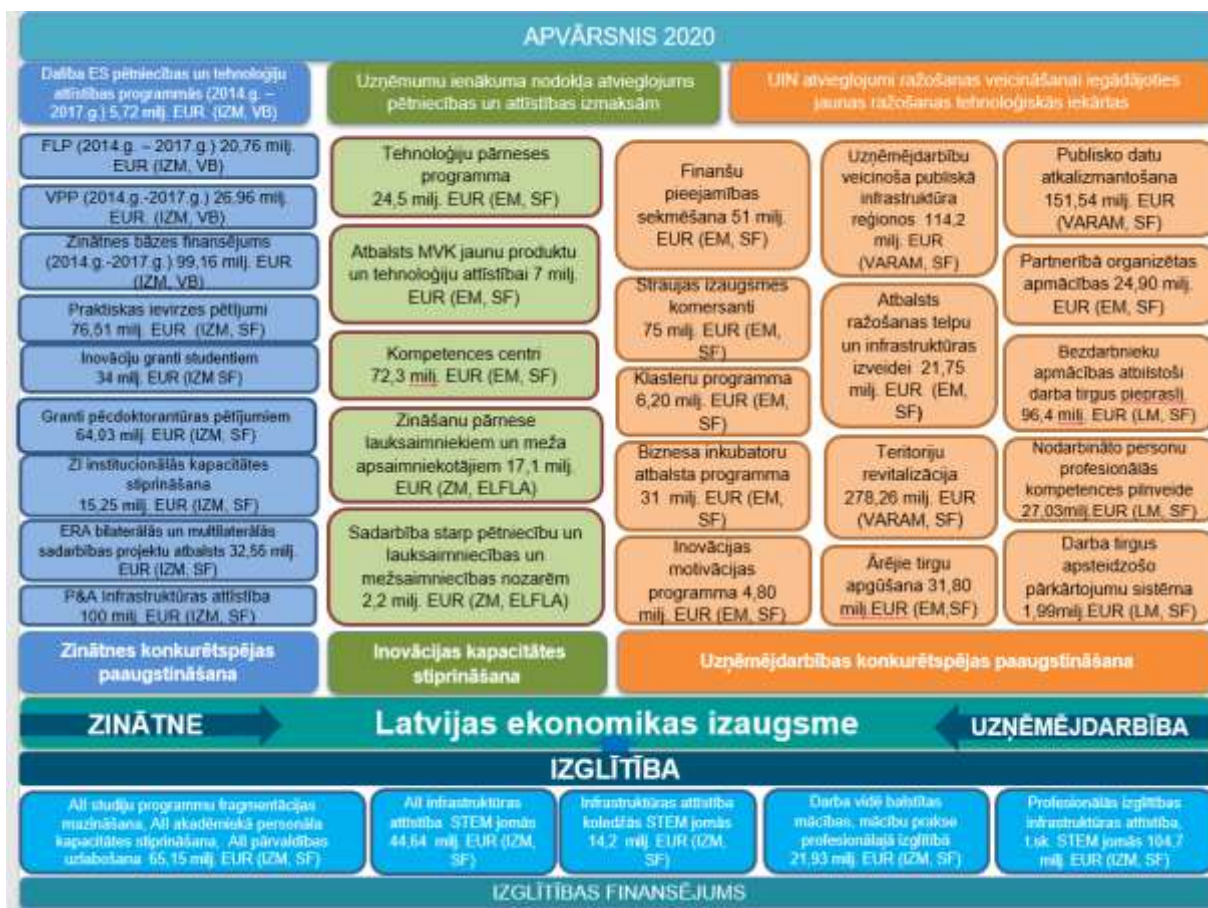 APVĀRSNIS 2020
Dalība ES pētniecības un tehnoloģiju
attīstības programmās (2014.g. –
2017.g.) 5,72 milj. EUR (IZM, VB)
Uzņēmumu ienākuma nodokļa atvieglojums
pētniecības un attīstības izmaksām
UIN atvieglojumi ražošanas veicināšanai iegādājoties
jaunas ražošanas tehnoloģiskās iekārtas
FLP (2014.g. – 2017.g.) 20,76 milj.
EUR (IZM, VB)
VPP (2014.g.-2017.g.) 26,96 milj.
EUR. (IZM, VB)
Zinātnes bāzes finansējums
(2014.g.-2017.g.) 99,16 milj. EUR
(IZM, VB)
Praktiskas ievirzes pētījumi
76,51 milj. EUR (IZM, SF)
Inovāciju granti studentiem
34 milj. EUR (IZM SF)
Granti pēcdoktorantūras pētījumiem
64,03 milj. EUR (IZM, SF)
ZI institucionālās kapacitātes
stiprināšana
15,25 milj. EUR (IZM, SF)
ERA bilaterālās un multilaterālās
sadarbības projektu atbalsts 32,56 milj.
EUR (IZM, SF)
P&A Infrastruktūras attīstība
100 milj. EUR (IZM, SF)
Zinātnes konkurētspējas
paaugstināšana
Tehnoloģiju pārneses
programma
24,5 milj. EUR (EM, SF)
Atbalsts MVK jaunu produktu
un tehnoloģiju attīstībai 7 milj.
EUR (EM, SF)
Kompetences centri
72,3 milj. EUR (EM, SF)
Zināšanu pārnese
lauksaimniekiem un meža
apsaimniekotājiem 17,1 milj.
EUR (ZM, ELFLA)
Sadarbība starp pētniecību un
lauksaimniecības un
mežsaimniecības nozarēm
2,2 milj. EUR (ZM, ELFLA)
Inovācijas kapacitātes
stiprināšana
Finanšu
pieejamības
sekmēšana 51 milj.
EUR (EM, SF)
Straujas izaugsmes
komersanti
75 milj. EUR (EM,
SF)
Klasteru programma
6,20 milj. EUR (EM,
SF)
Biznesa inkubatoru
atbalsta programma
31 milj. EUR (EM,
SF)
Inovācijas
motivācijas
programma 4,80
milj. EUR (EM, SF)
Uzņēmējdarbību
veicinoša publiskā
infrastruktūra
reģionos 114,2
milj. EUR
(VARAM, SF)
Atbalsts
ražošanas telpu
un infrastruktūras
izveidei 21,75
milj. EUR (EM,
SF)
Teritoriju
revitalizācija
278,26 milj. EUR
(VARAM, SF)
Ārējie tirgu
apgūšana 31,80
milj.EUR (EM,SF)
Publisko datu
atkalizmantošana
151,54 milj. EUR
(VARAM, SF)
Partnerībā organizētas
apmācības 24,90 milj.
EUR (EM, SF)
Bezdarbnieku
apmācības atbilstoši
darba tirgus pieprasīj.
96,4 milj. EUR (LM, SF)
Nodarbināto personu
profesionālās
kompetences pilnveide
27,03milj.EUR (LM, SF)
Darba tirgus
apsteidzošo
pārkārtojumu sistēma
1,99milj.EUR (LM, SF)
Uzņēmējdarbības konkurētspējas paaugstināšana
ZINĀTNE
Latvijas ekonomikas izaugsme
UZŅĒMĒJDARBĪBA
IZGLĪTĪBA
AII studiju programmu fragmentācijas
mazināšana, AII akadēmiskā personāla
kapacitātes stiprināšana, AII pārvaldības
uzlabošana 65,15 milj. EUR (IZM, SF)
AII infrastruktūras
attīstība STEM jomās
44,64 milj. EUR (IZM,
SF)
Infrastruktūras attīstība
koledžās STEM jomās
14,2 milj. EUR (IZM,
SF)
Darba vidē balstītas
mācības, mācību prakse
profesionālajā izglītībā
21,93 milj. EUR (IZM, SF)
Profesionālās izglītības
infrastruktūras attīstība,
t.sk. STEM jomās 104,7
milj. EUR (IZM, SF)
IZGLĪTĪBAS FINANSĒJUMS